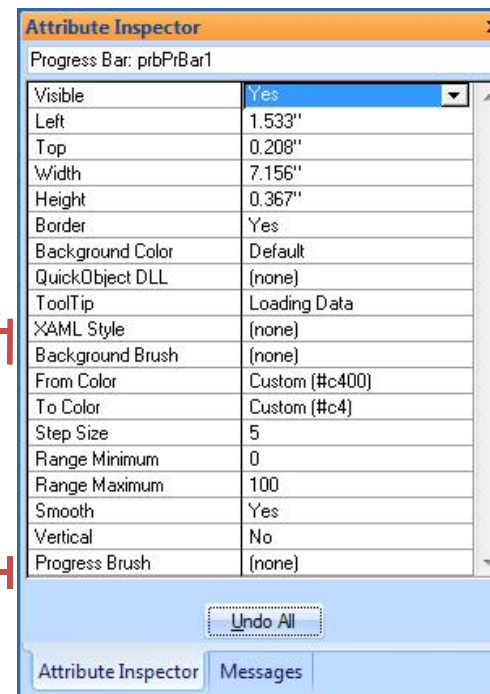 Attribute Inspector
Progress Bar: prbPrBar1
Visible Yes
Left 1.533"
Top 0.208"
Width 7.156"
Height 0.367"
Border Yes
Background Color Default
QuickObject DLL (none)
ToolTip Loading Data
XAML Style (none)
Background Brush (none)
From Color Custom (#c400)
To Color Custom (#c4)
Step Size 5
Range Minimum 0
Range Maximum 100
Smooth Yes
Vertical No
Progress Brush (none)
Undo All
Attribute Inspector Messages